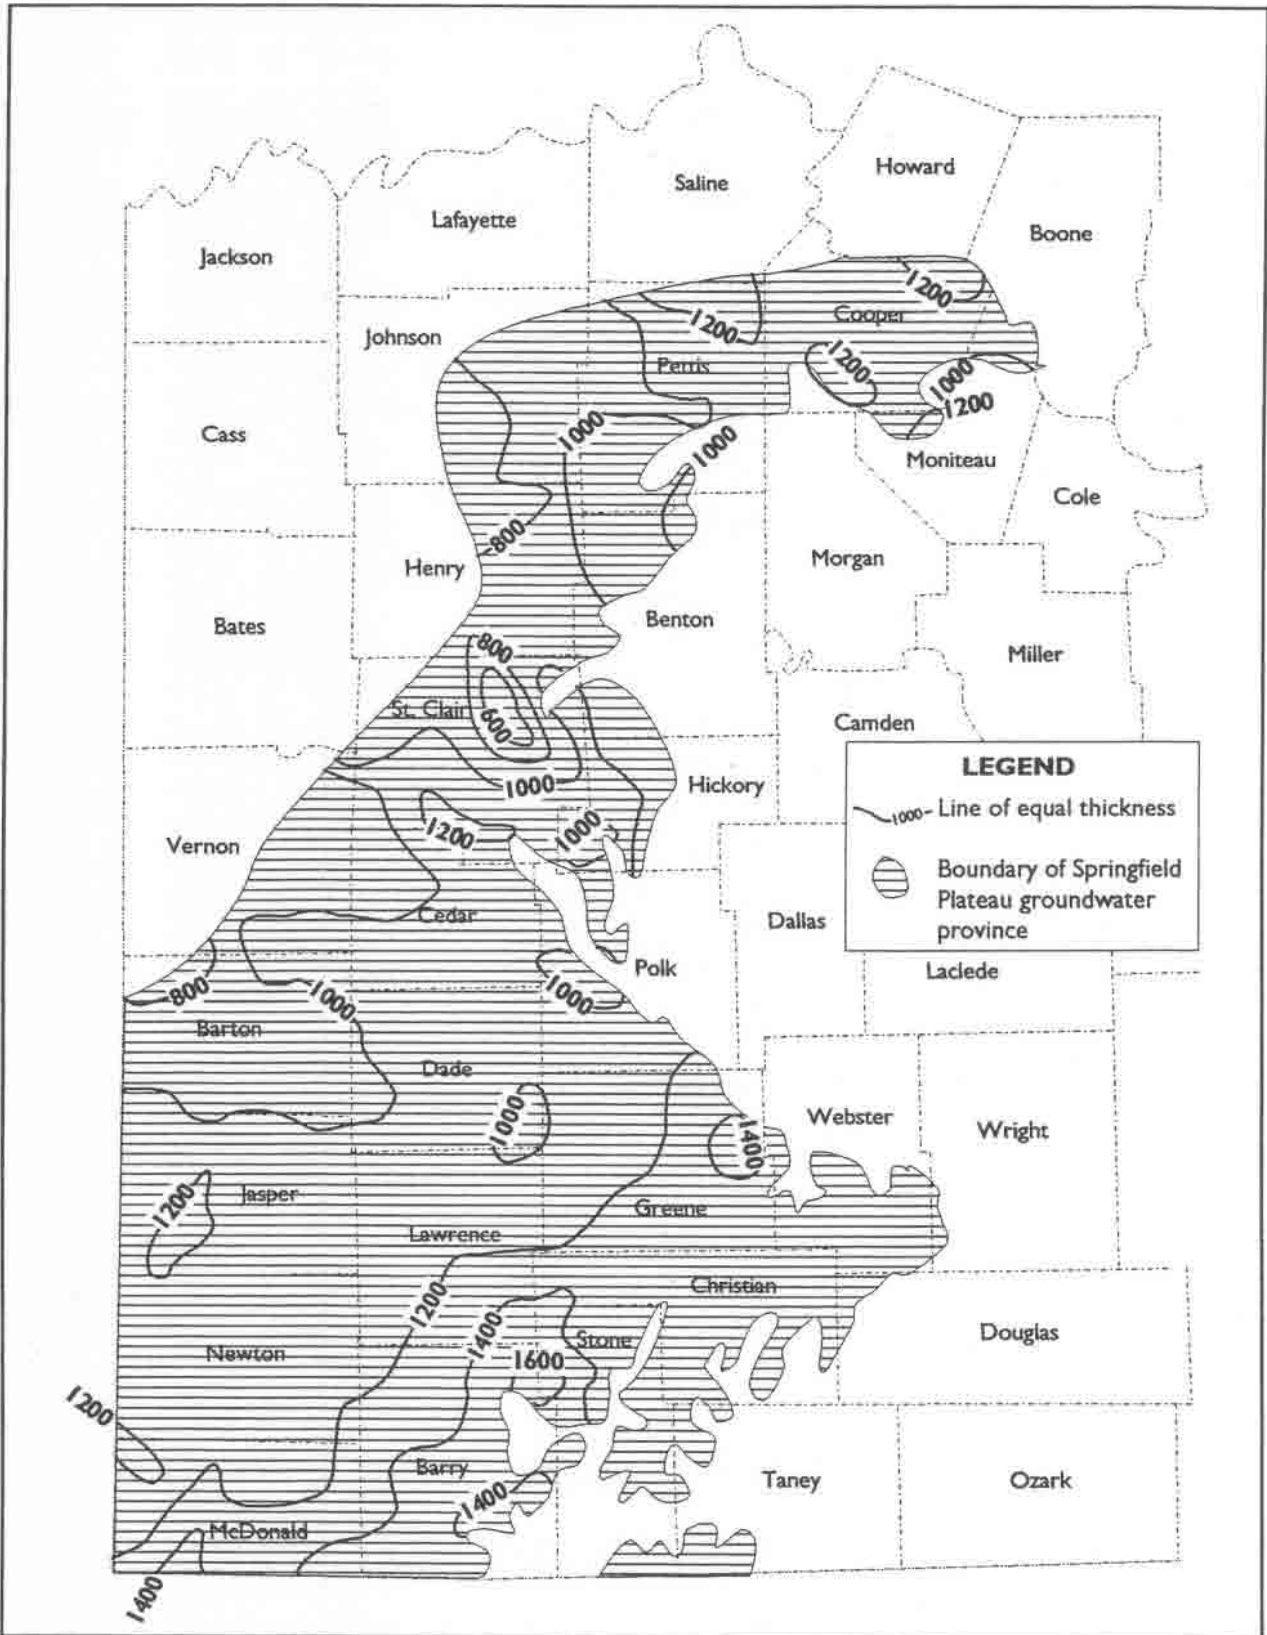 Saline
Howard
Boone
Lafayette
Jackson
1200
Cooper
Johnson
1200
Pettis
1200
1000
1200
Cass
1000
1000
Moniteau
Cole
800
Henry
Morgan
Bates
Benton
800
Miller
St. Clair
600
Camden
LEGEND
1000
Hickory
1000 Line of equal thickness
1200
1000
Vernon
Boundary of Springfield
Plateau groundwater
province
Cedar
Dallas
Polk
Laclede
800
1000
1000
Barton
Dade
1000
1400
Webster
Wright
1200
Jasper
Greene
Lawrence
Christian
1200
1400
Stone
Douglas
Newton
1600
1200
Barry
1400
Taney
Ozark
McDonald
1400